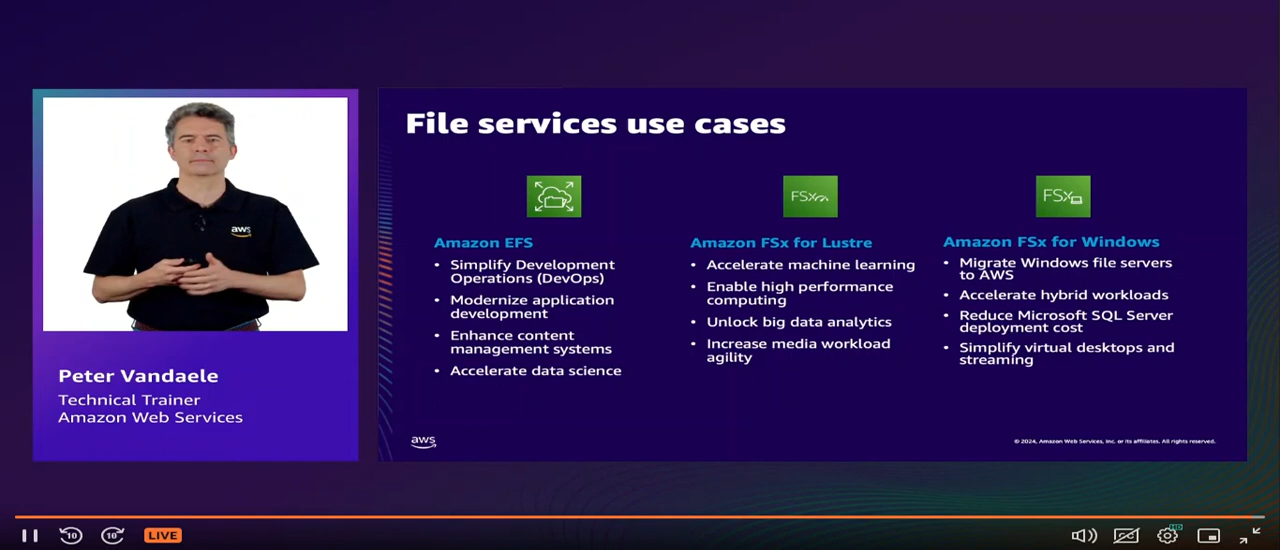 aws
Peter Vandaele
Technical Trainer
Amazon Web Services
File services use cases
FSx
FSx
Amazon EFS
• Simplify Development
Operations (DevOps)
• Modernize application
development
• Enhance content
management systems
• Accelerate data science
Amazon FSx for Lustre
• Accelerate machine learning
• Enable high performance
computing
• Unlock big data analytics
• Increase media workload
agility
Amazon FSx for Windows
• Migrate Windows file servers
to AWS
• Accelerate hybrid workloads
• Reduce Microsoft SQL Server
deployment cost
• Simplify virtual desktops and
streaming
aws
© 2024, Amazon Web Services, Inc. or its affiliates. All rights reserved.
10
10
LIVE
CC
HD